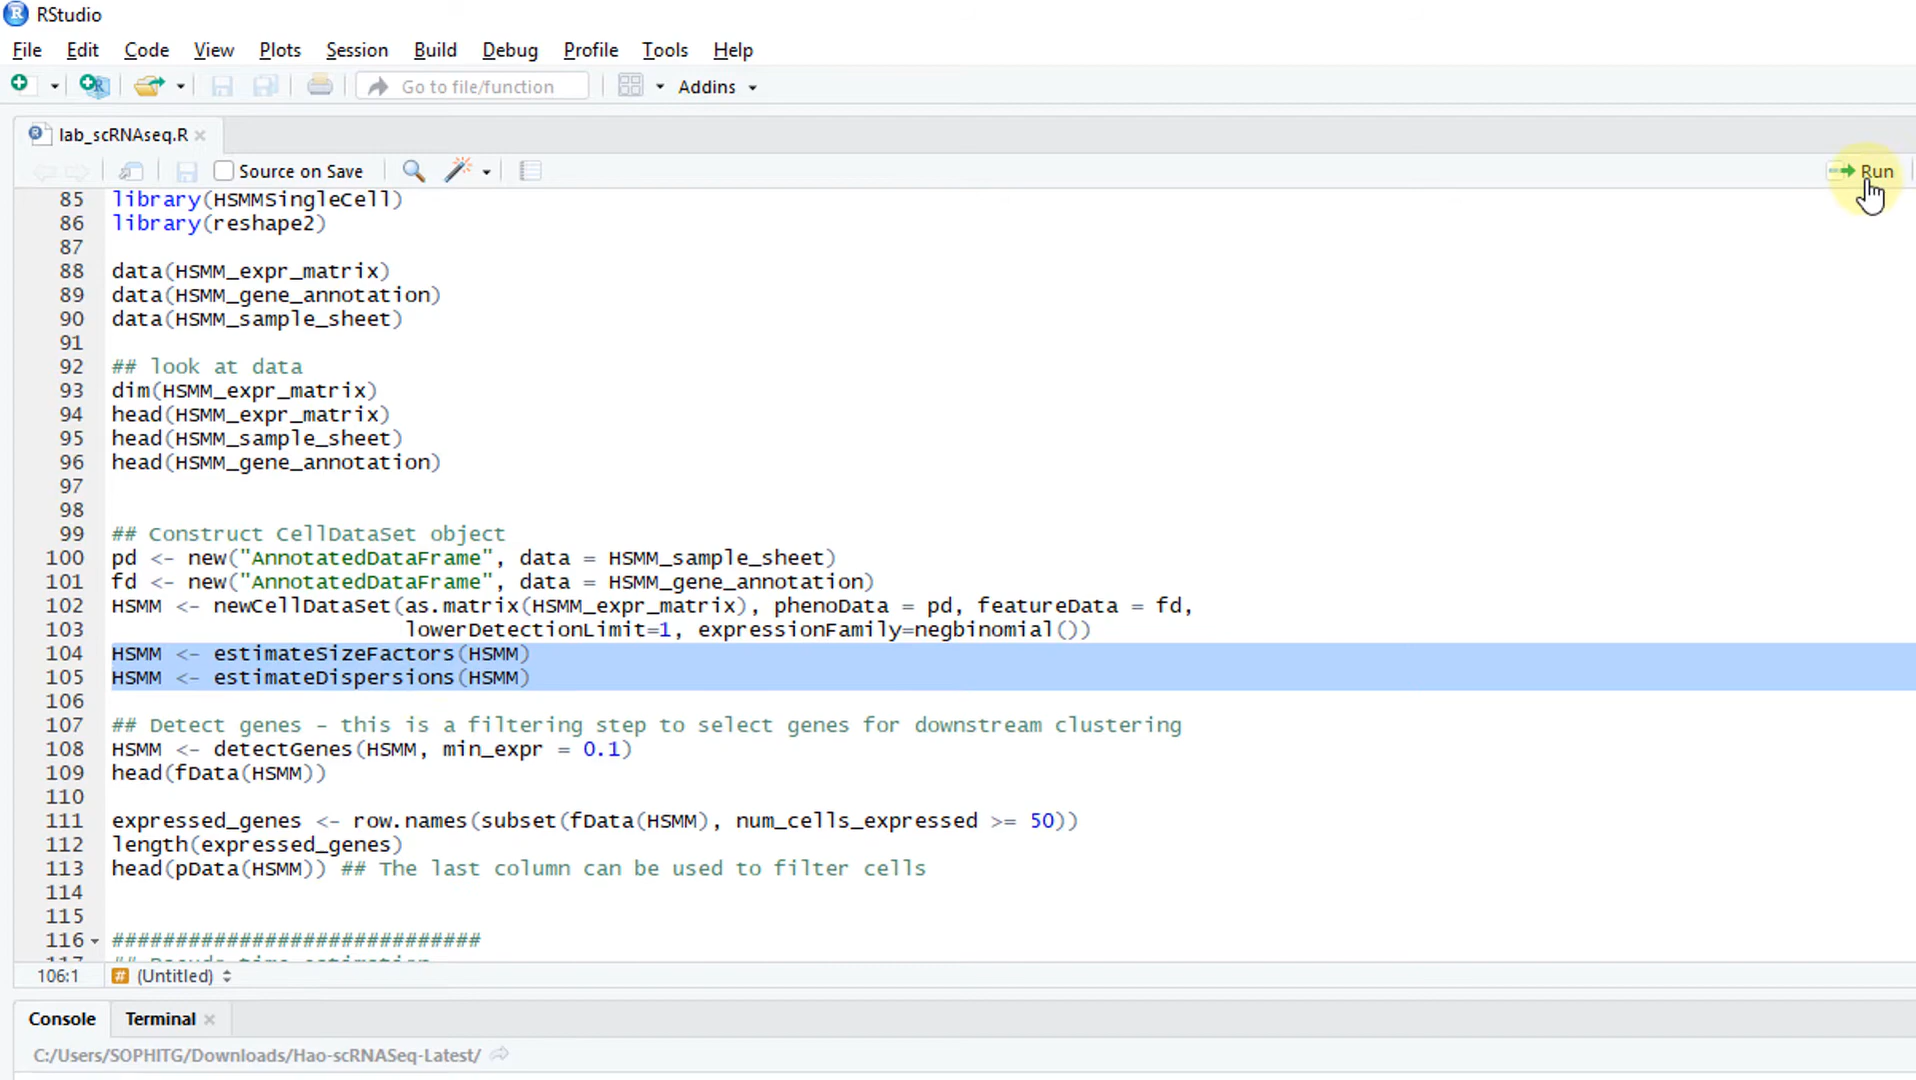 RStudio
File Edit Code View Plots Session Build Debug Profile Tools Help
Go to file/function Addins
lab_scRNAseq.R
Source on Save Run
85 library(HSMMSingleCell)
86 library(reshape2)
87
88 data(HSMM_expr_matrix)
89 data(HSMM_gene_annotation)
90 data(HSMM_sample_sheet)
91
92 ## look at data
93 dim(HSMM_expr_matrix)
94 head(HSMM_expr_matrix)
95 head(HSMM_sample_sheet)
96 head(HSMM_gene_annotation)
97
98
99 ## Construct CellDataSet object
100 pd <- new("AnnotatedDataFrame", data = HSMM_sample_sheet)
101 fd <- new("AnnotatedDataFrame", data = HSMM_gene_annotation)
102 HSMM <- newCellDataSet(as.matrix(HSMM_expr_matrix), phenoData = pd, featureData = fd,
103 lowerDetectionLimit=1, expressionFamily=negbinomial())
104 HSMM <- estimateSizeFactors(HSMM)
105 HSMM <- estimateDispersions(HSMM)
106
107 ## Detect genes - this is a filtering step to select genes for downstream clustering
108 HSMM <- detectGenes(HSMM, min_expr = 0.1)
109 head(fData(HSMM))
110
111 expressed_genes <- row.names(subset(fData(HSMM), num_cells_expressed >= 50))
112 length(expressed_genes)
113 head(pData(HSMM)) ## The last column can be used to filter cells
114
115
116 #############################
106:1 (Untitled)
Console Terminal
C:/Users/SOPHITG/Downloads/Hao-scRNASeq-Latest/